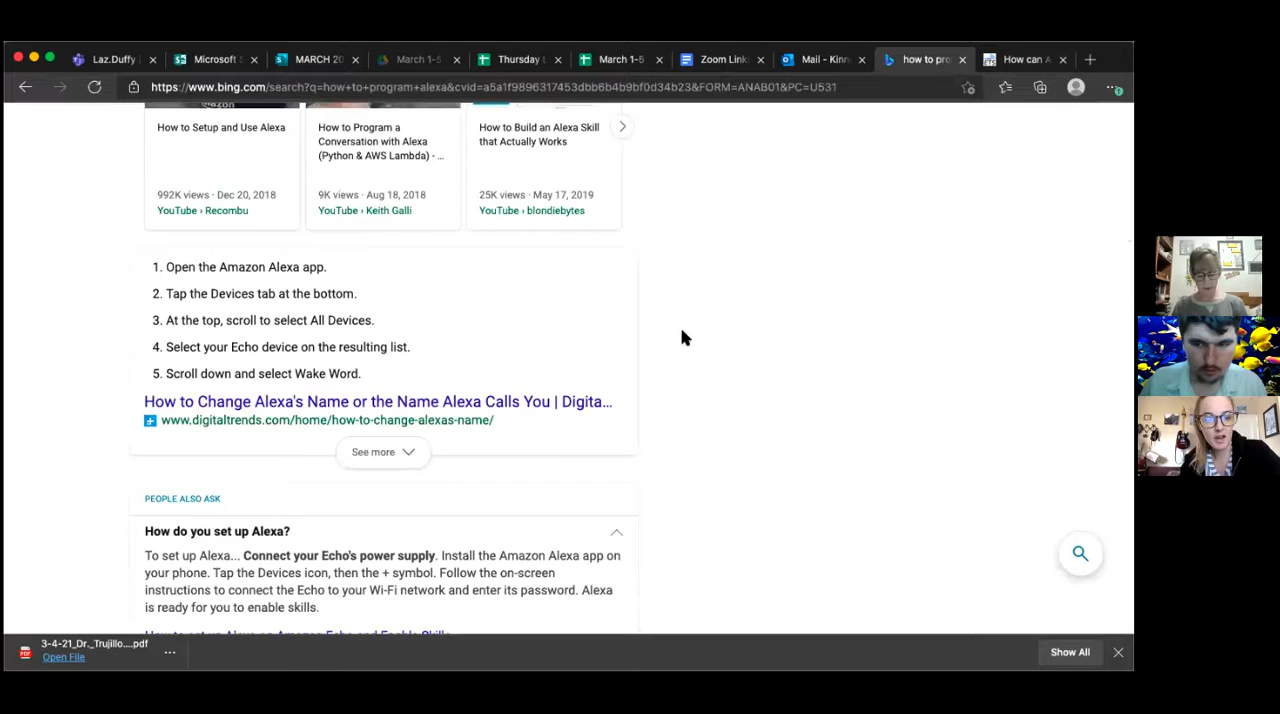 Laz.Duffy
Microsoft
MARCH 20
March 1-5
Thursday
March 1-5
Zoom Link
Mail - Kinn
how to pro
How can A
https://www.bing.com/search?q=how+to+program+alexa&cvid=a5a1f9896317453dbb6b4b9bf0d34b23&FORM=ANAB01&PC=U531
How to Setup and Use Alexa
992K views · Dec 20, 2018
YouTube › Recombu
How to Program a
Conversation with Alexa
(Python & AWS Lambda) - ...
9K views · Aug 18, 2018
YouTube › Keith Galli
How to Build an Alexa Skill
that Actually Works
25K views · May 17, 2019
YouTube › blondiebytes
1. Open the Amazon Alexa app.
2. Tap the Devices tab at the bottom.
3. At the top, scroll to select All Devices.
4. Select your Echo device on the resulting list.
5. Scroll down and select Wake Word.
How to Change Alexa's Name or the Name Alexa Calls You | Digita...
www.digitaltrends.com/home/how-to-change-alexas-name/
See more
PEOPLE ALSO ASK
How do you set up Alexa?
To set up Alexa... Connect your Echo's power supply. Install the Amazon Alexa app on
your phone. Tap the Devices icon, then the + symbol. Follow the on-screen
instructions to connect the Echo to your Wi-Fi network and enter its password. Alexa
is ready for you to enable skills.
3-4-21_Dr._Trujillo....pdf
Open File
Show All